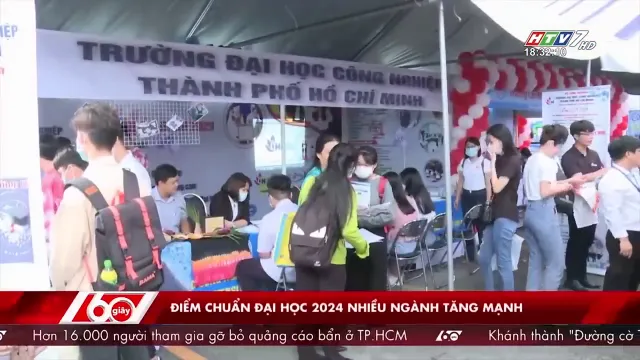 HTV7 HD
18:32:10
TRƯỜNG ĐẠI HỌC CÔNG NGHIỆP
THÀNH PHỐ HỒ CHÍ MINH
60 giây
ĐIỂM CHUẨN ĐẠI HỌC 2024 NHIỀU NGÀNH TĂNG MẠNH
Hơn 16.000 người tham gia gỡ bỏ quảng cáo bẩn ở TP.HCM 60 Khánh thành "Đường cờ